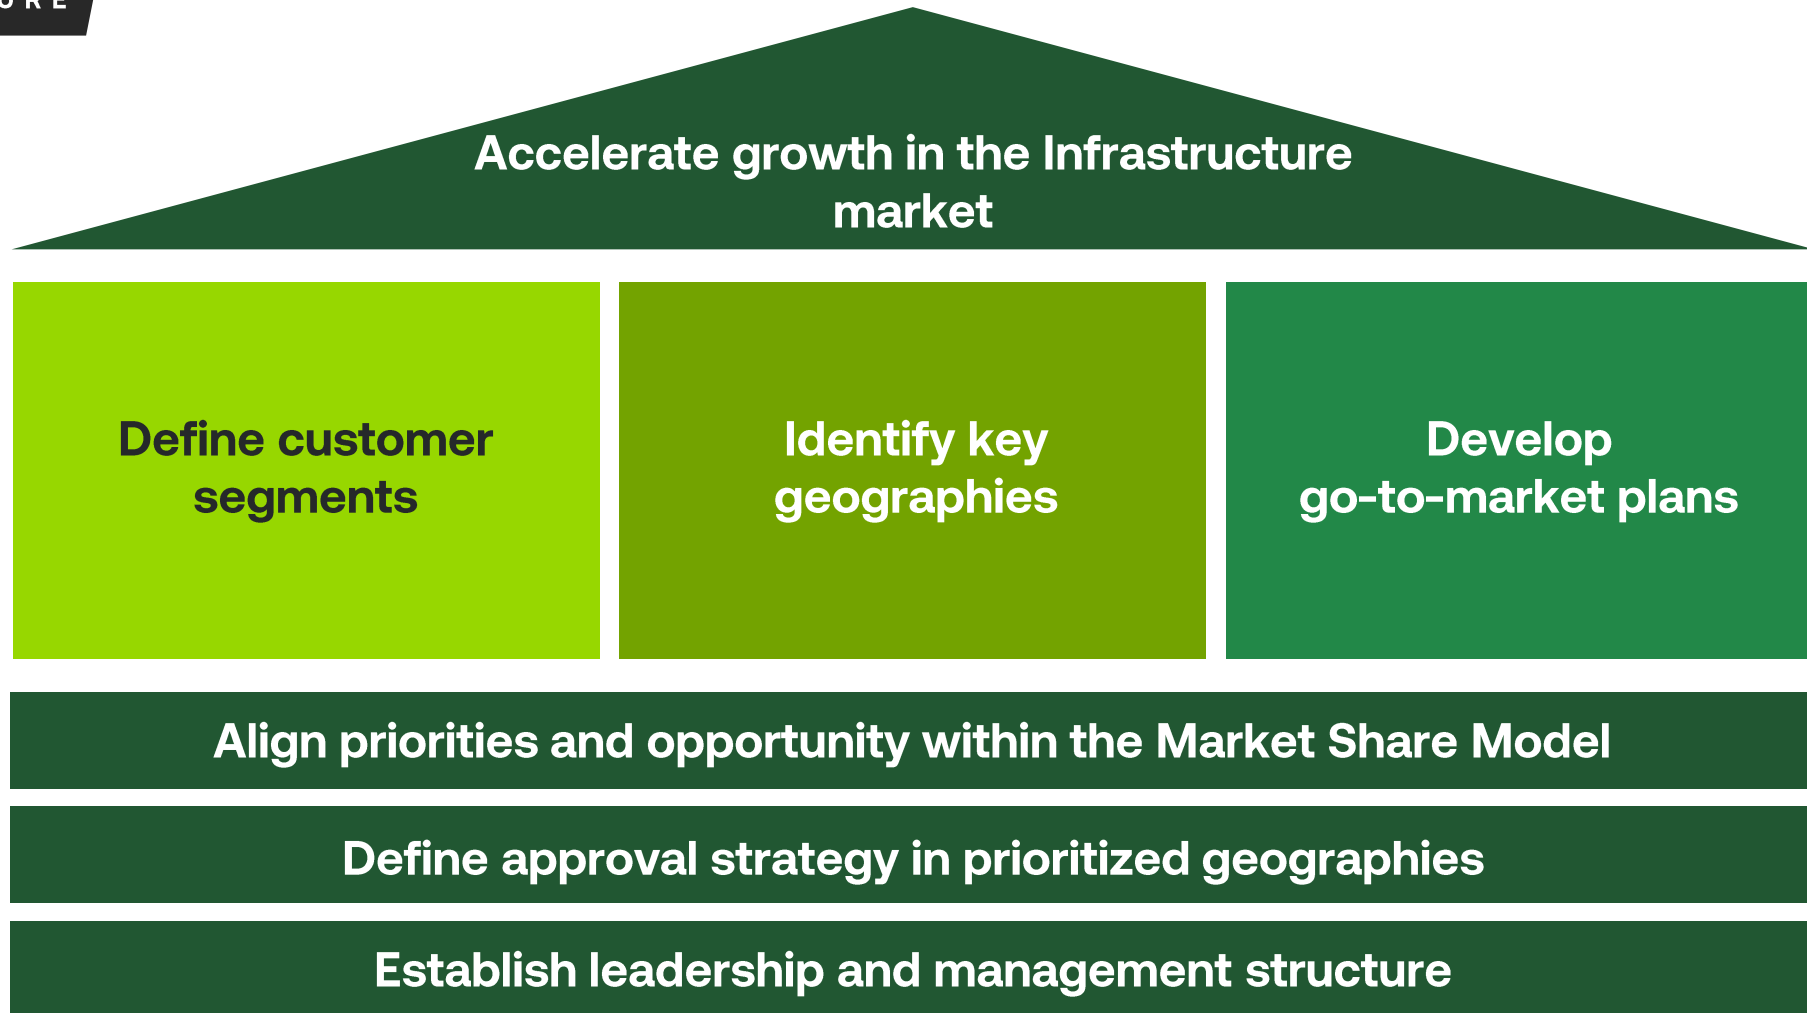 URE
Accelerate growth in the Infrastructure
market
Define customer
segments
Identify key
geographies
Develop
go-to-market plans
Align priorities and opportunity within the Market Share Model
Define approval strategy in prioritized geographies
Establish leadership and management structure